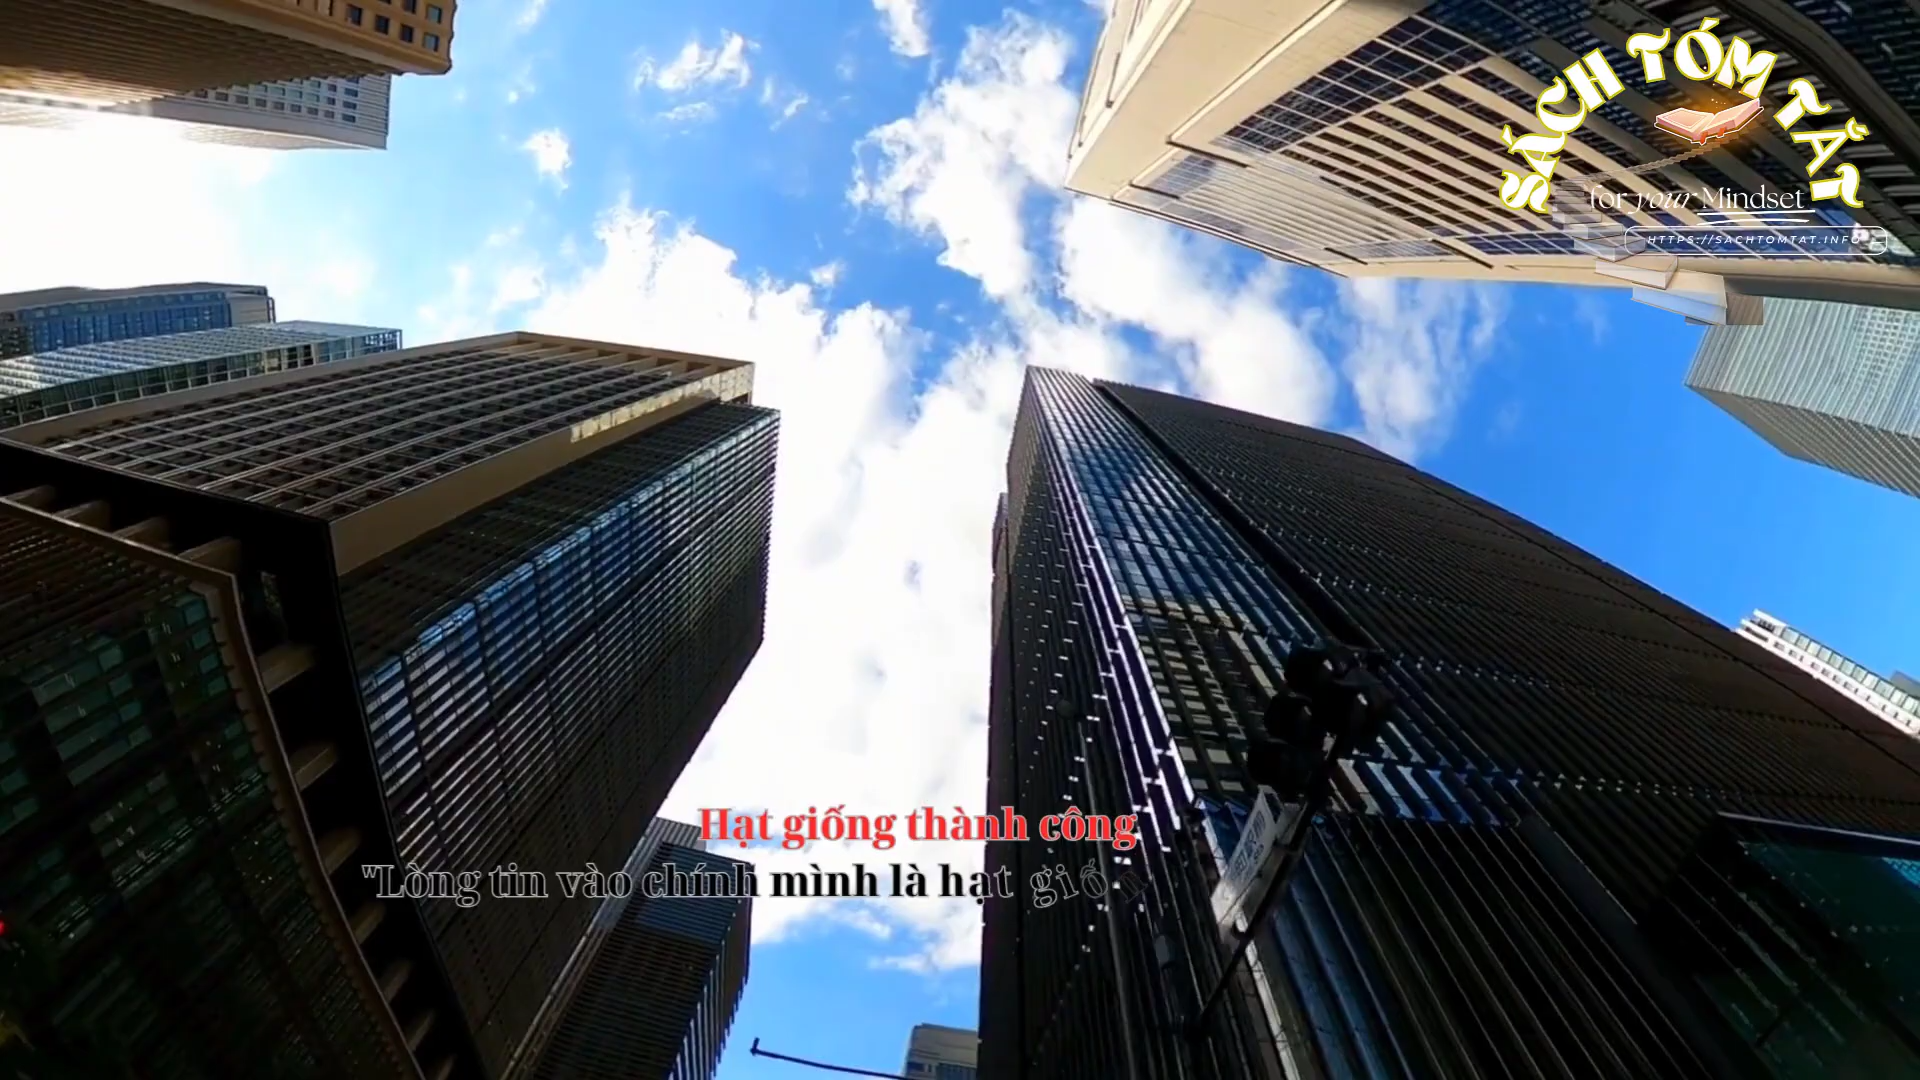 SÁCH TÓM TẮT
for your Mindset
HTTPS://SACHTOMTAT.INFO
Hạt giống thành công
"Lòng tin vào chính mình là hạt giốn